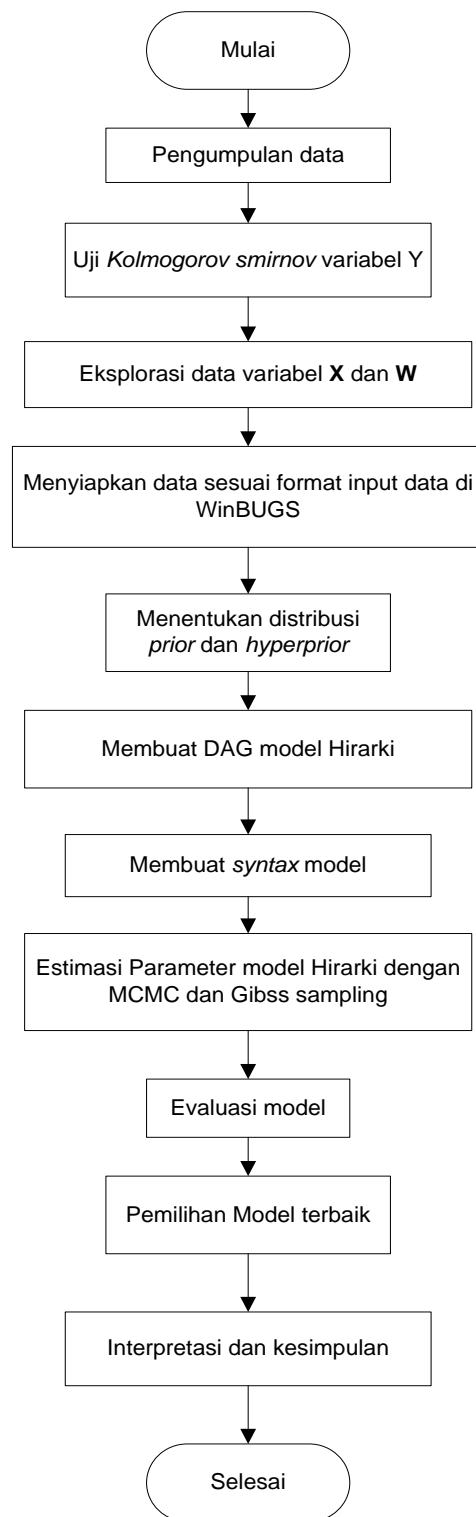 Mulai
Pengumpulan data
Uji Kolmogorov smirnov variabel Y
Eksplorasi data variabel X dan W
Menyiapkan data sesuai format input data di
WinBUGS
Menentukan distribusi
prior dan hyperprior
Membuat DAG model Hirarki
Membuat syntax model
Estimasi Parameter model Hirarki dengan
MCMC dan Gibss sampling
Evaluasi model
Pemilihan Model terbaik
Interpretasi dan kesimpulan
Selesai